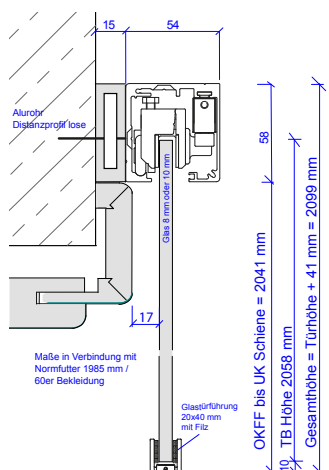 15
54
Alurohr
Distanzprofil lose
58
Glas 8 mm oder 10 mm
17
Maße in Verbindung mit
Normfutter 1985 mm /
60er Bekleidung
Glastürführung
20x40 mm
mit Filz
OKFF bis UK Schiene = 2041 mm
TB Höhe 2058 mm
Gesamthöhe = Türhöhe + 41 mm = 2099 mm
10